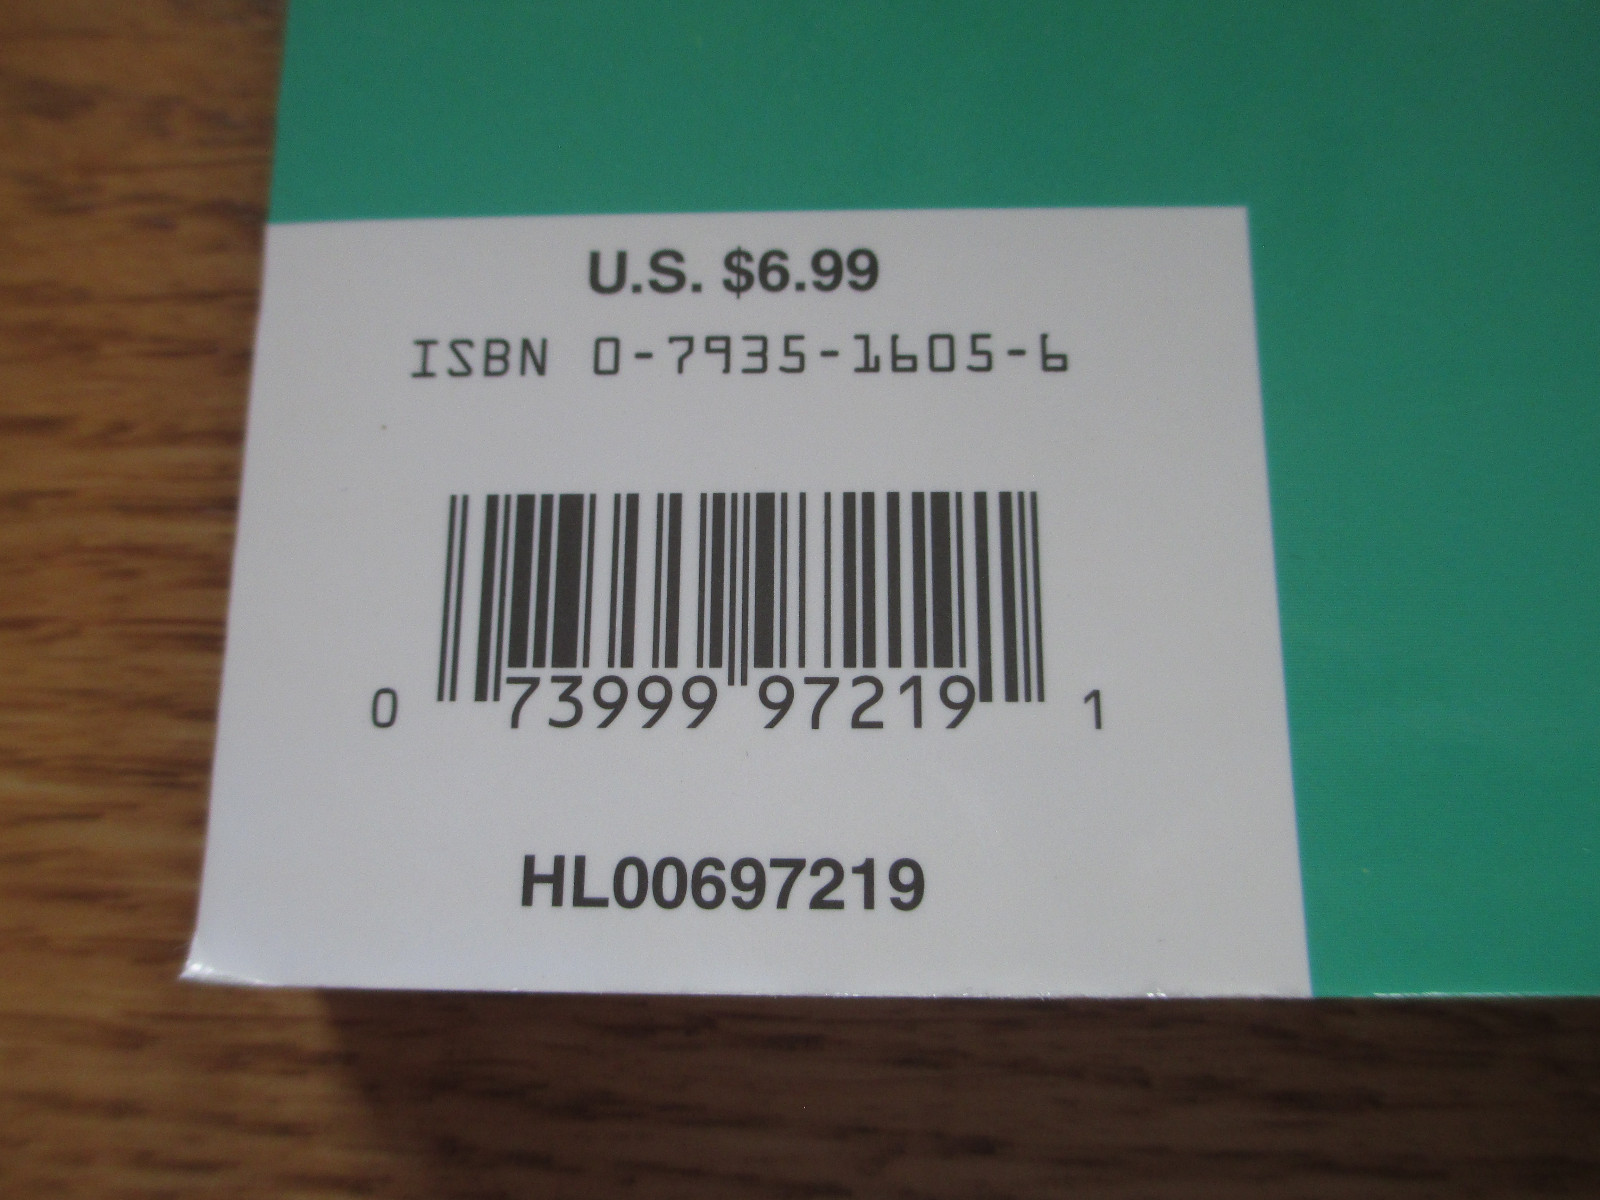 U.S. $6.99
ISBN 0-7935-1605-6
0 73999 97219 1
HL00697219